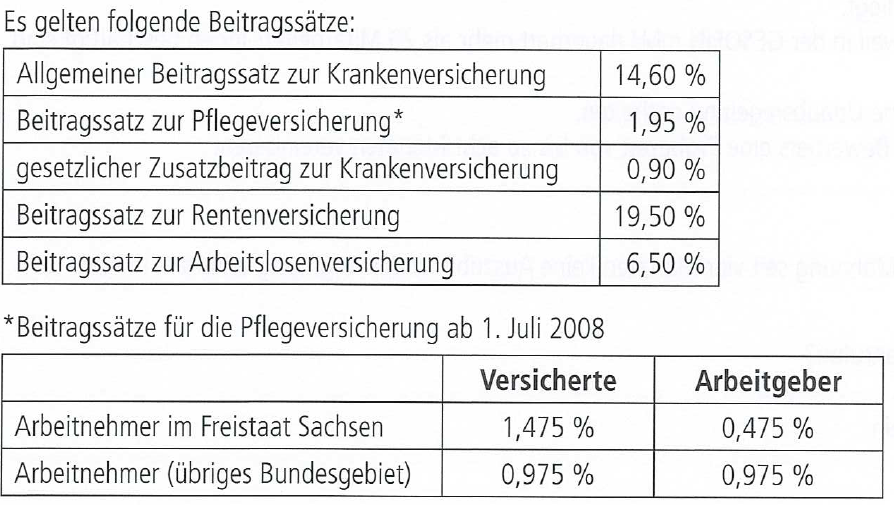 Es gelten folgende Beitragssätze:
Allgemeiner Beitragssatz zur Krankenversicherung 14,60 %
Beitragssatz zur Pflegeversicherung* 1,95 %
gesetzlicher Zusatzbeitrag zur Krankenversicherung 0,90 %
Beitragssatz zur Rentenversicherung 19,50 %
Beitragssatz zur Arbeitslosenversicherung 6,50 %
*Beitragssätze für die Pflegeversicherung ab 1. Juli 2008
Versicherte Arbeitgeber
Arbeitnehmer im Freistaat Sachsen 1,475 % 0,475 %
Arbeitnehmer (übriges Bundesgebiet) 0,975 % 0,975 %